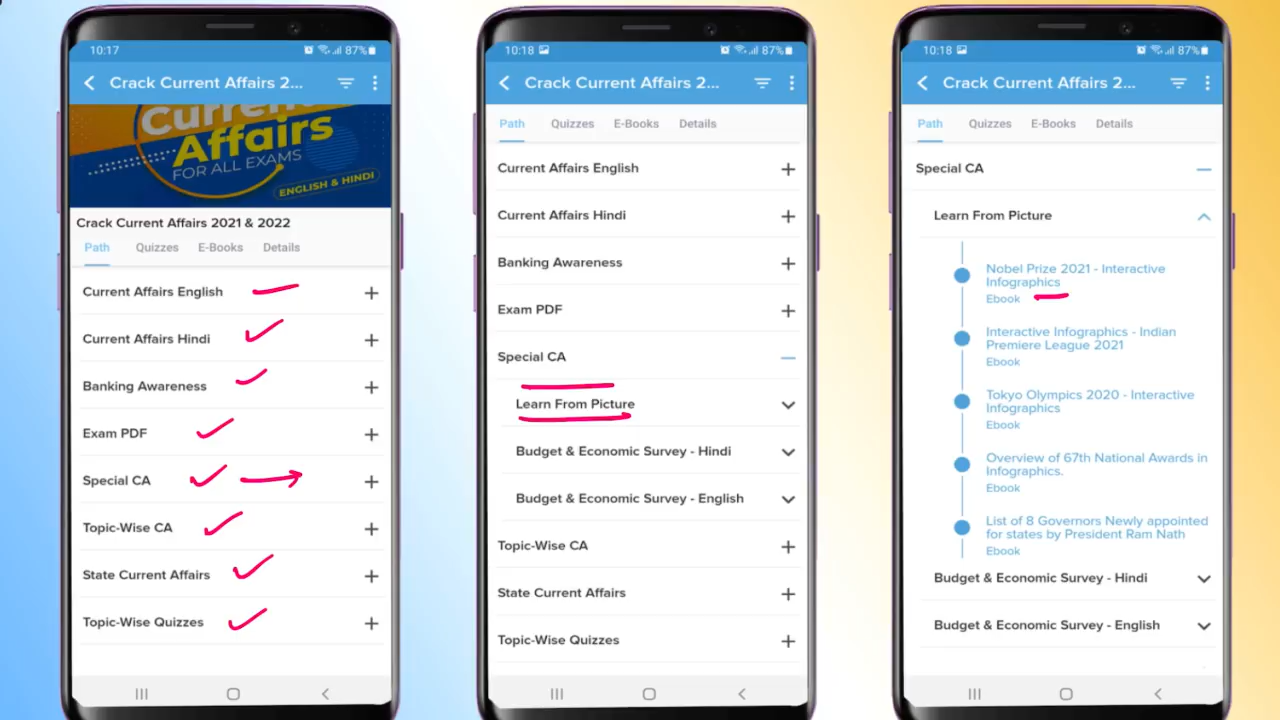 10:17
87%
Crack Current Affairs 2...
Current
Affairs
FOR ALL EXAMS
ENGLISH & HINDI
Crack Current Affairs 2021 & 2022
Path Quizzes E-Books Details
Current Affairs English
Current Affairs Hindi
Banking Awareness
Exam PDF
Special CA
Topic-Wise CA
State Current Affairs
Topic-Wise Quizzes
10:18
87%
Crack Current Affairs 2...
Path Quizzes E-Books Details
Current Affairs English
Current Affairs Hindi
Banking Awareness
Exam PDF
Special CA
Learn From Picture
Budget & Economic Survey - Hindi
Budget & Economic Survey - English
Topic-Wise CA
State Current Affairs
Topic-Wise Quizzes
10:18
87%
Crack Current Affairs 2...
Path Quizzes E-Books Details
Special CA
Learn From Picture
Nobel Prize 2021 - Interactive
Infographics
Ebook
Interactive Infographics - Indian
Premiere League 2021
Ebook
Tokyo Olympics 2020 - Interactive
Infographics
Ebook
Overview of 67th National Awards in
Infographics.
Ebook
List of 8 Governors Newly appointed
for states by President Ram Nath
Ebook
Budget & Economic Survey - Hindi
Budget & Economic Survey - English